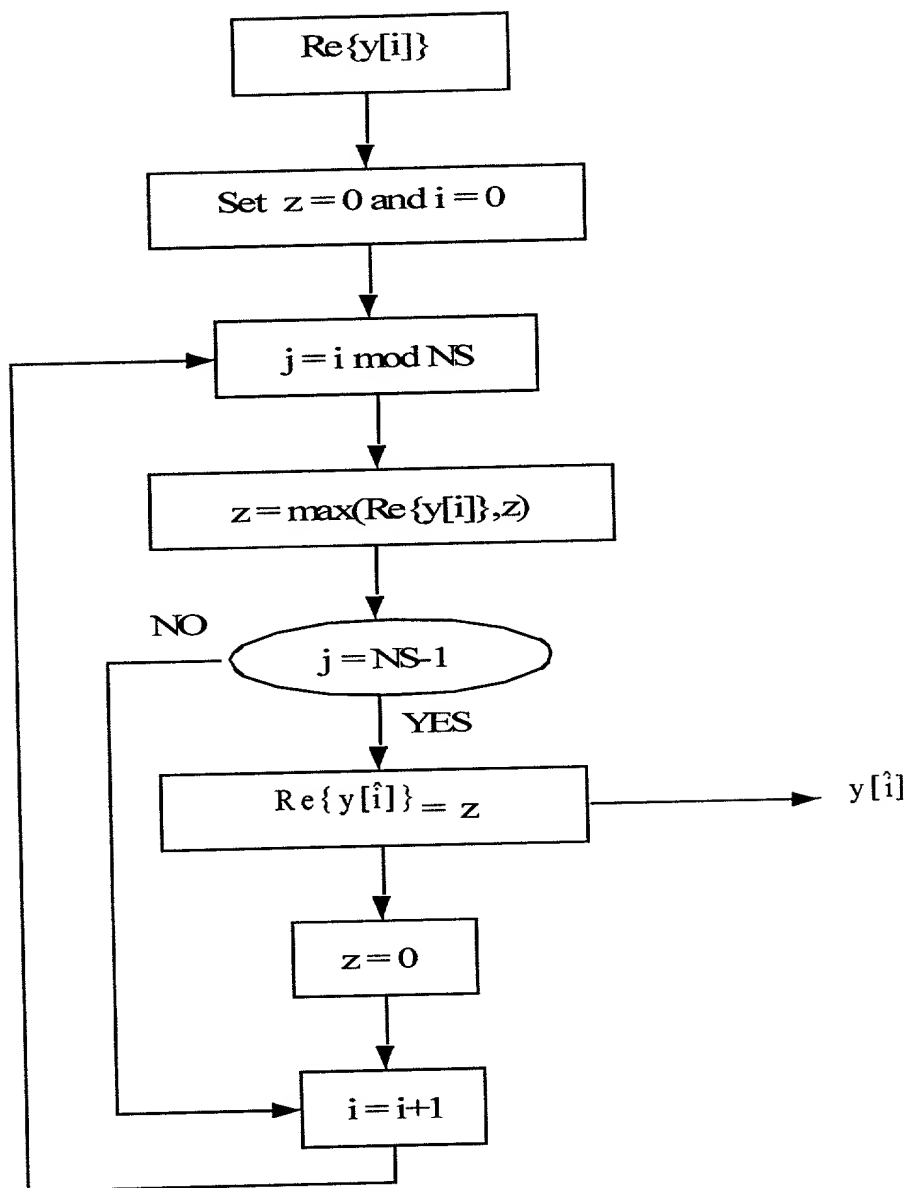 Re{y[i]}
Set z = 0 and i = 0
j = i mod NS
z = max(Re{y[i]},z)
NO
j = NS-1
YES
Re{y[î]} = z
y[î]
z = 0
i = i+1